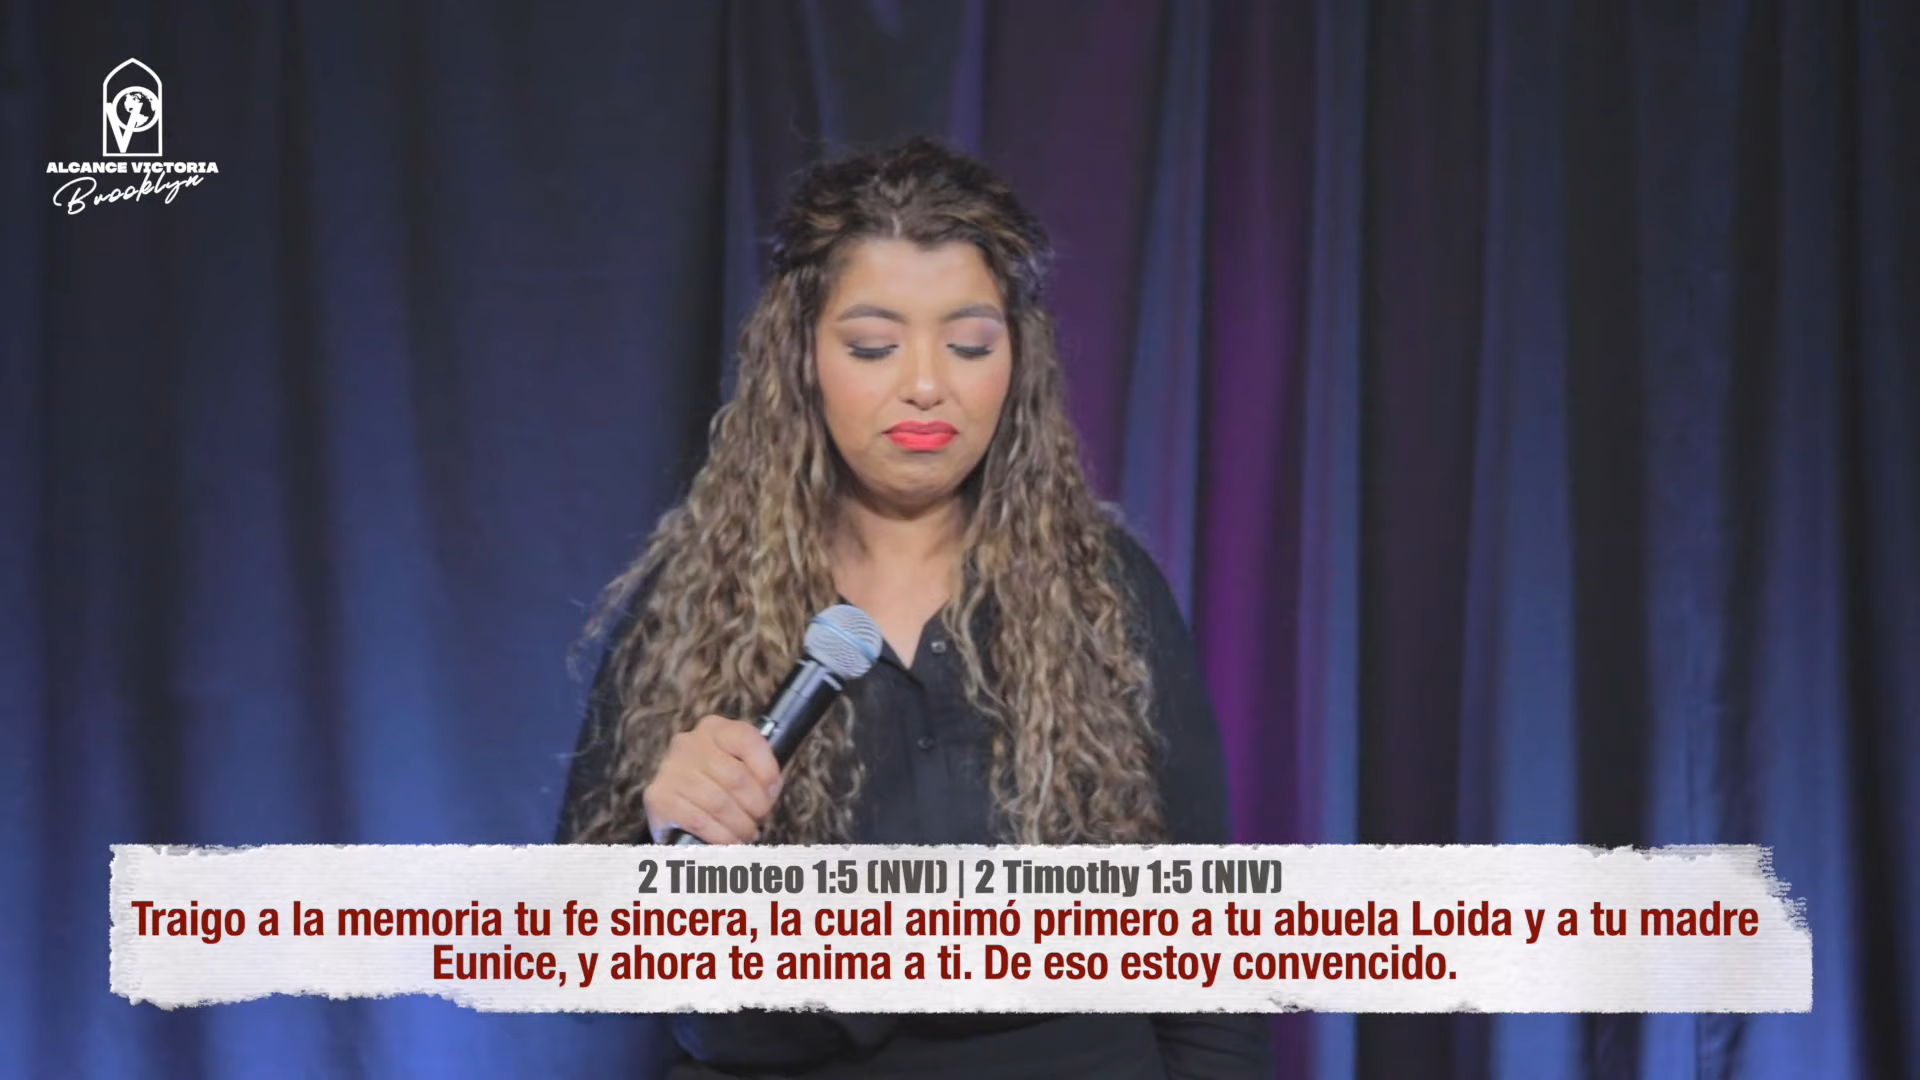 ALCANCE VICTORIA
Brooklyn
2 Timoteo 1:5 (NVI) | 2 Timothy 1:5 (NIV)
Traigo a la memoria tu fe sincera, la cual animó primero a tu abuela Loida y a tu madre
Eunice, y ahora te anima a ti. De eso estoy convencido.